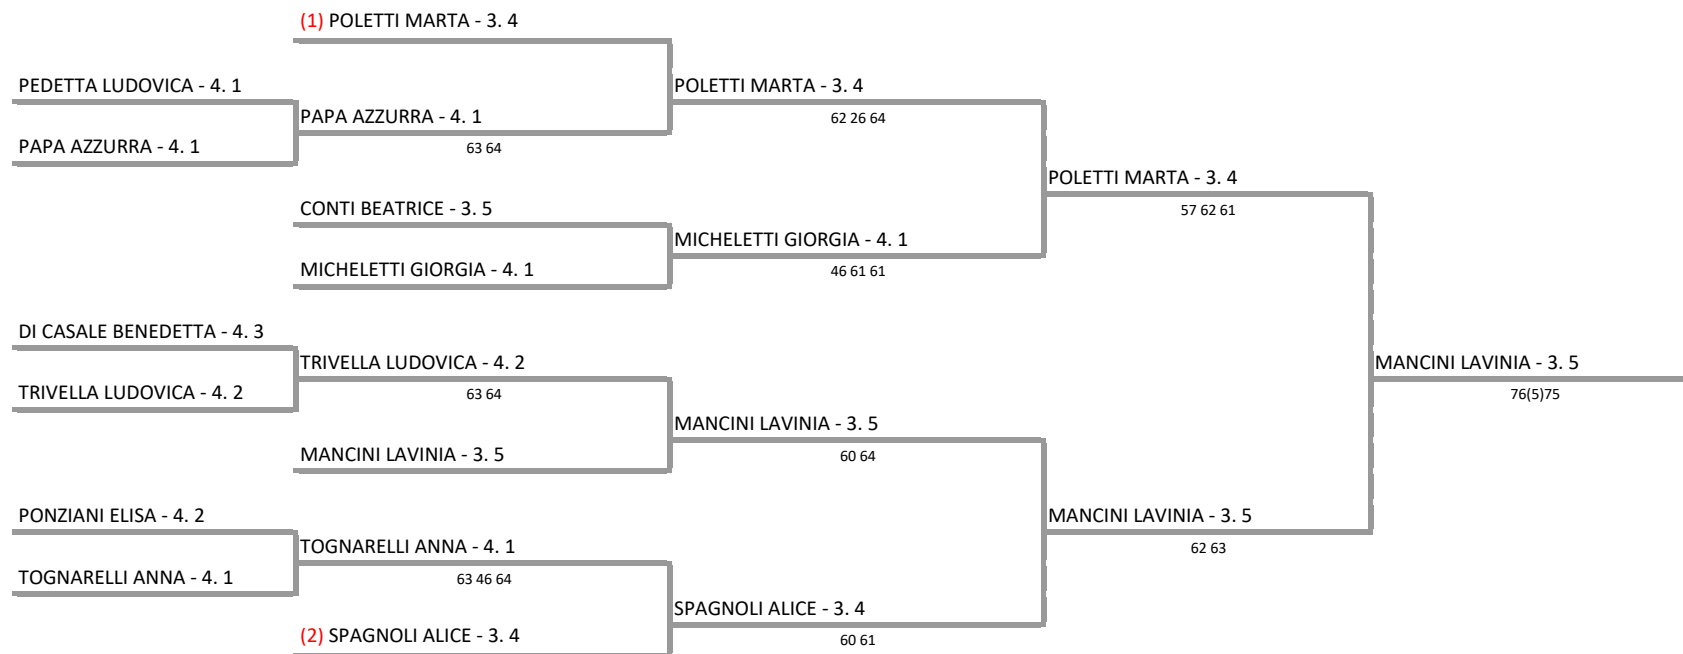 (1) POLETTI MARTA - 3. 4
PEDETTA LUDOVICA - 4. 1
POLETTI MARTA - 3. 4
PAPA AZZURRA - 4. 1
62 26 64
PAPA AZZURRA - 4. 1
63 64
POLETTI MARTA - 3. 4
CONTI BEATRICE - 3. 5
57 62 61
MICHELETTI GIORGIA - 4. 1
MICHELETTI GIORGIA - 4. 1
46 61 61
DI CASALE BENEDETTA - 4. 3
TRIVELLA LUDOVICA - 4. 2
MANCINI LAVINIA - 3. 5
TRIVELLA LUDOVICA - 4. 2
63 64
76(5)75
MANCINI LAVINIA - 3. 5
MANCINI LAVINIA - 3. 5
60 64
PONZIANI ELISA - 4. 2
MANCINI LAVINIA - 3. 5
TOGNARELLI ANNA - 4. 1
62 63
TOGNARELLI ANNA - 4. 1
63 46 64
SPAGNOLI ALICE - 3. 4
(2) SPAGNOLI ALICE - 3. 4
60 61